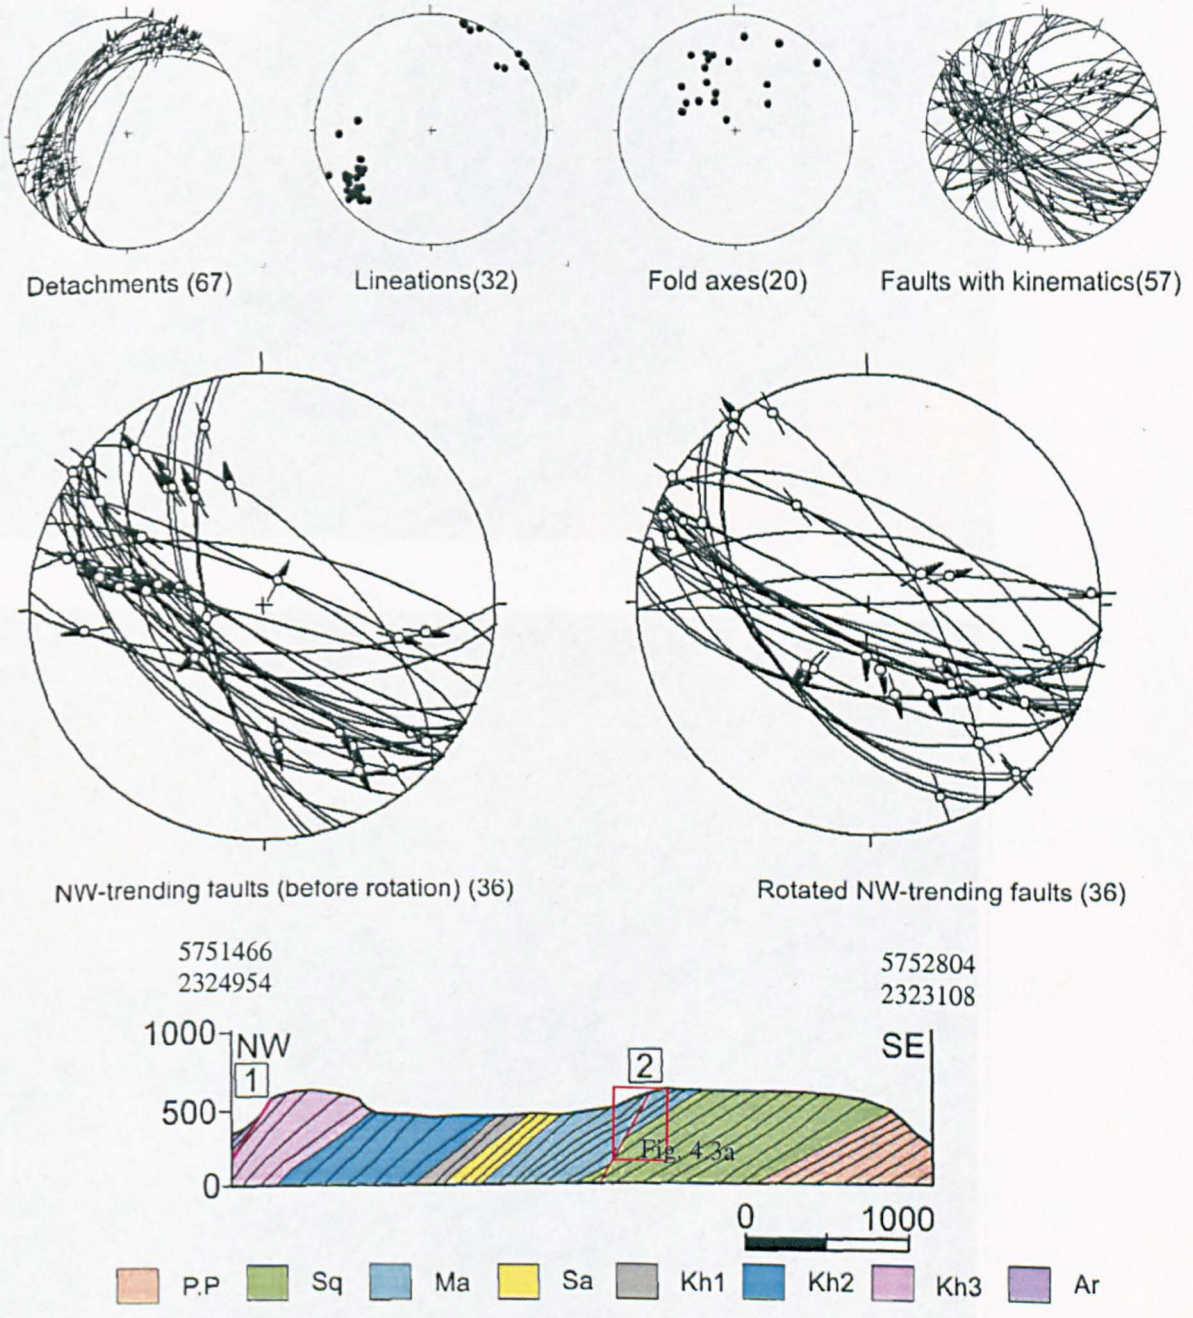 Detachments (67)
Lineations(32)
Fold axes(20)
Faults with kinematics(57)
NW-trending faults (before rotation) (36)
Rotated NW-trending faults (36)
5751466
2324954
5752804
2323108
1000
NW
SE
1
2
500
Fig. 4.3a
0
0
1000
P.P
Sq
Ma
Sa
Kh1
Kh2
Kh3
Ar